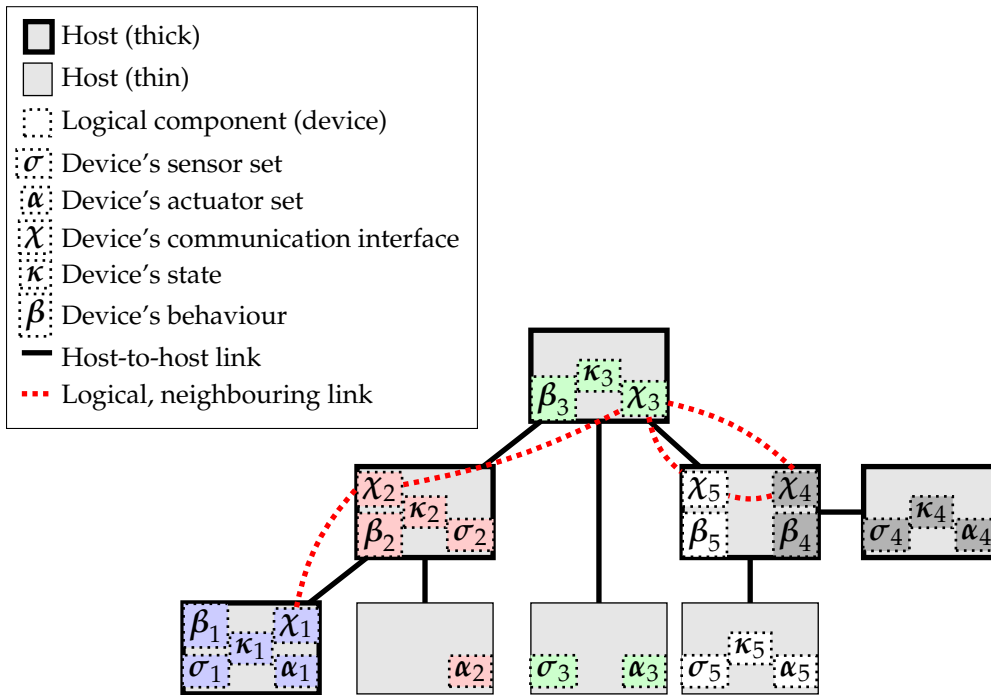 Host (thick)
Host (thin)
Logical component (device)
σ Device's sensor set
α Device's actuator set
χ Device's communication interface
κ Device's state
β Device's behaviour
Host-to-host link
Logical, neighbouring link
κ₃
β₃ χ₃
χ₂ χ₅ χ₄
κ₂ κ₄
β₂ σ₂ β₅ β₄ σ₄ α₄
β₁ χ₁
κ₁ κ₅
σ₁ α₁ α₂ σ₃ α₃ σ₅ α₅